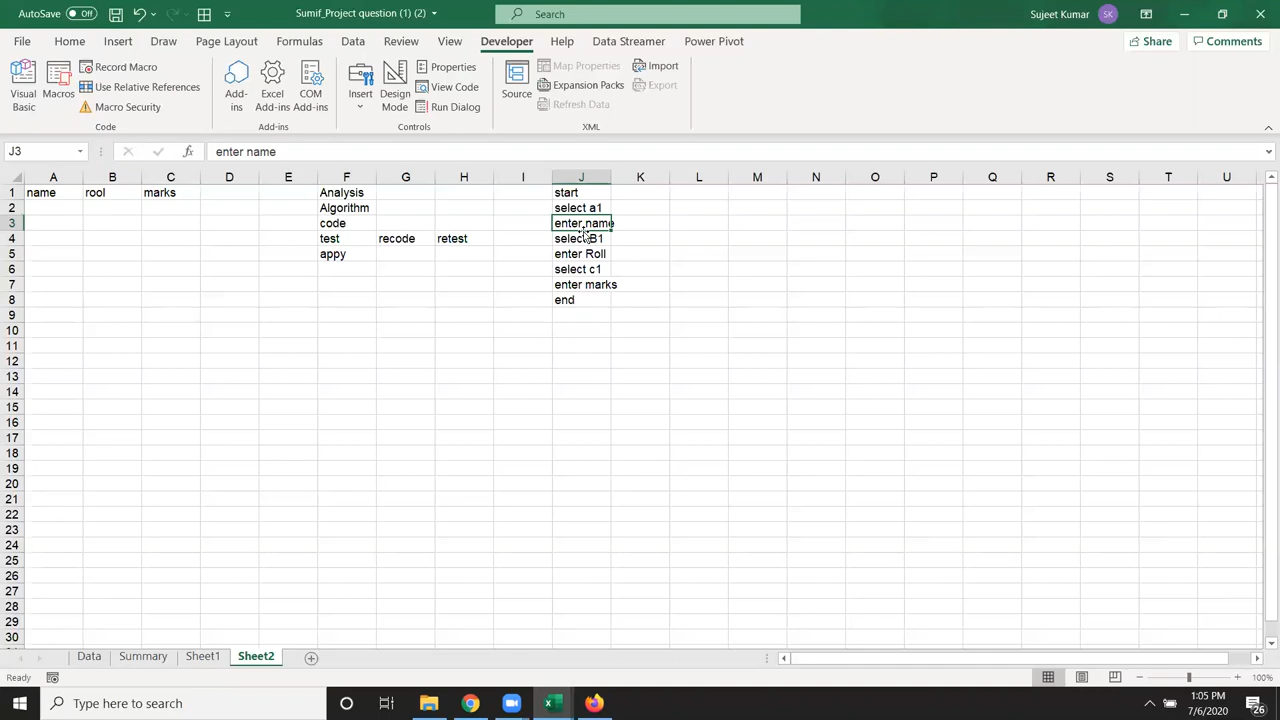 AutoSave Off Sumif_Project question (1) (2) Search Sujeet Kumar SK
File Home Insert Draw Page Layout Formulas Data Review View Developer Help Data Streamer Power Pivot Share Comments
Visual Basic
Macros
Record Macro
Use Relative References
Macro Security
Code
Add-ins
Excel Add-ins
COM Add-ins
Add-ins
Insert
Design Mode
Properties
View Code
Run Dialog
Controls
Source
Map Properties
Expansion Packs
Refresh Data
Import
Export
XML
J3 fx enter name
A B C D E F G H I J K L M N O P Q R S T U
1 name rool marks Analysis start
2 Algorithm select a1
3 code enter name
4 test recode retest select B1
5 appy enter Roll
6 select c1
7 enter marks
8 end
9
10
11
12
13
14
15
16
17
18
19
20
21
22
23
24
25
26
27
28
29
30
Data Summary Sheet1 Sheet2
Ready 100%
Type here to search
1:05 PM
7/6/2020
26